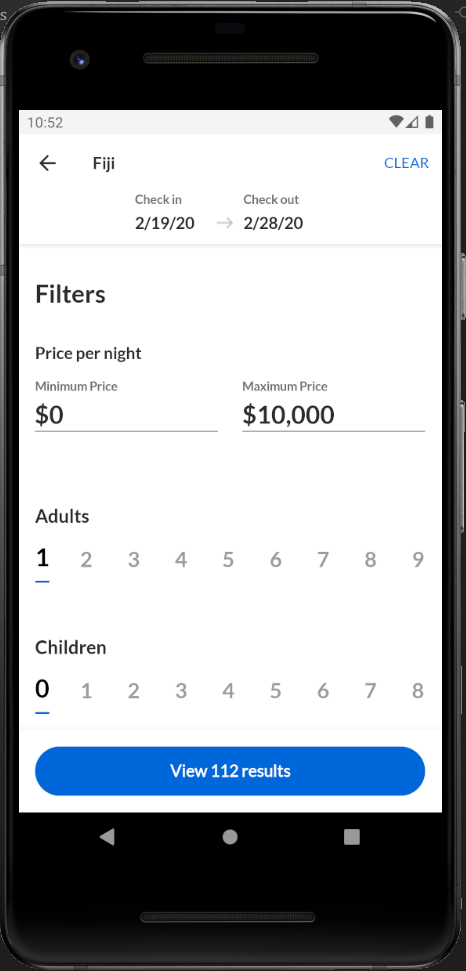 s
10:52
Fiji
CLEAR
Check in
Check out
2/19/20
2/28/20
Filters
Price per night
Minimum Price
Maximum Price
$0
$10,000
Adults
1 2 3 4 5 6 7 8 9
Children
0 1 2 3 4 5 6 7 8
View 112 results